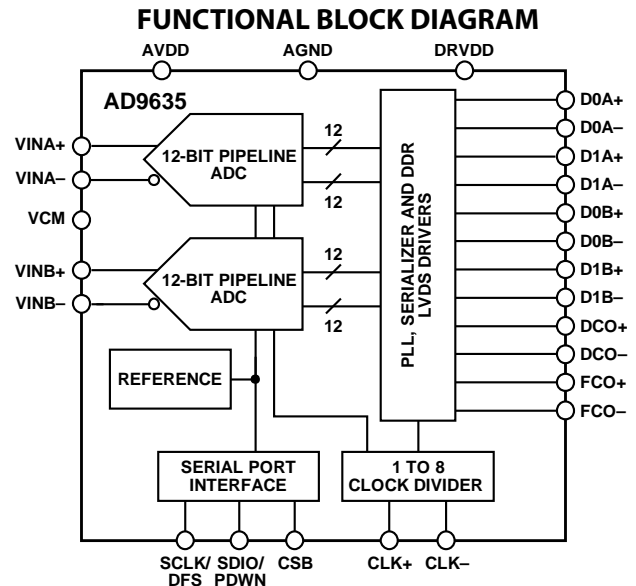 FUNCTIONAL BLOCK DIAGRAM
AVDD
AGND
DRVDD
AD9635
VINA+
VINA–
VCM
VINB+
VINB–
12-BIT PIPELINE
ADC
12
12
12-BIT PIPELINE
ADC
12
12
REFERENCE
PLL, SERIALIZER AND DDR
LVDS DRIVERS
D0A+
D0A–
D1A+
D1A–
D0B+
D0B–
D1B+
D1B–
DCO+
DCO–
FCO+
FCO–
SERIAL PORT
INTERFACE
1 TO 8
CLOCK DIVIDER
SCLK/
DFS
SDIO/
PDWN
CSB
CLK+
CLK–